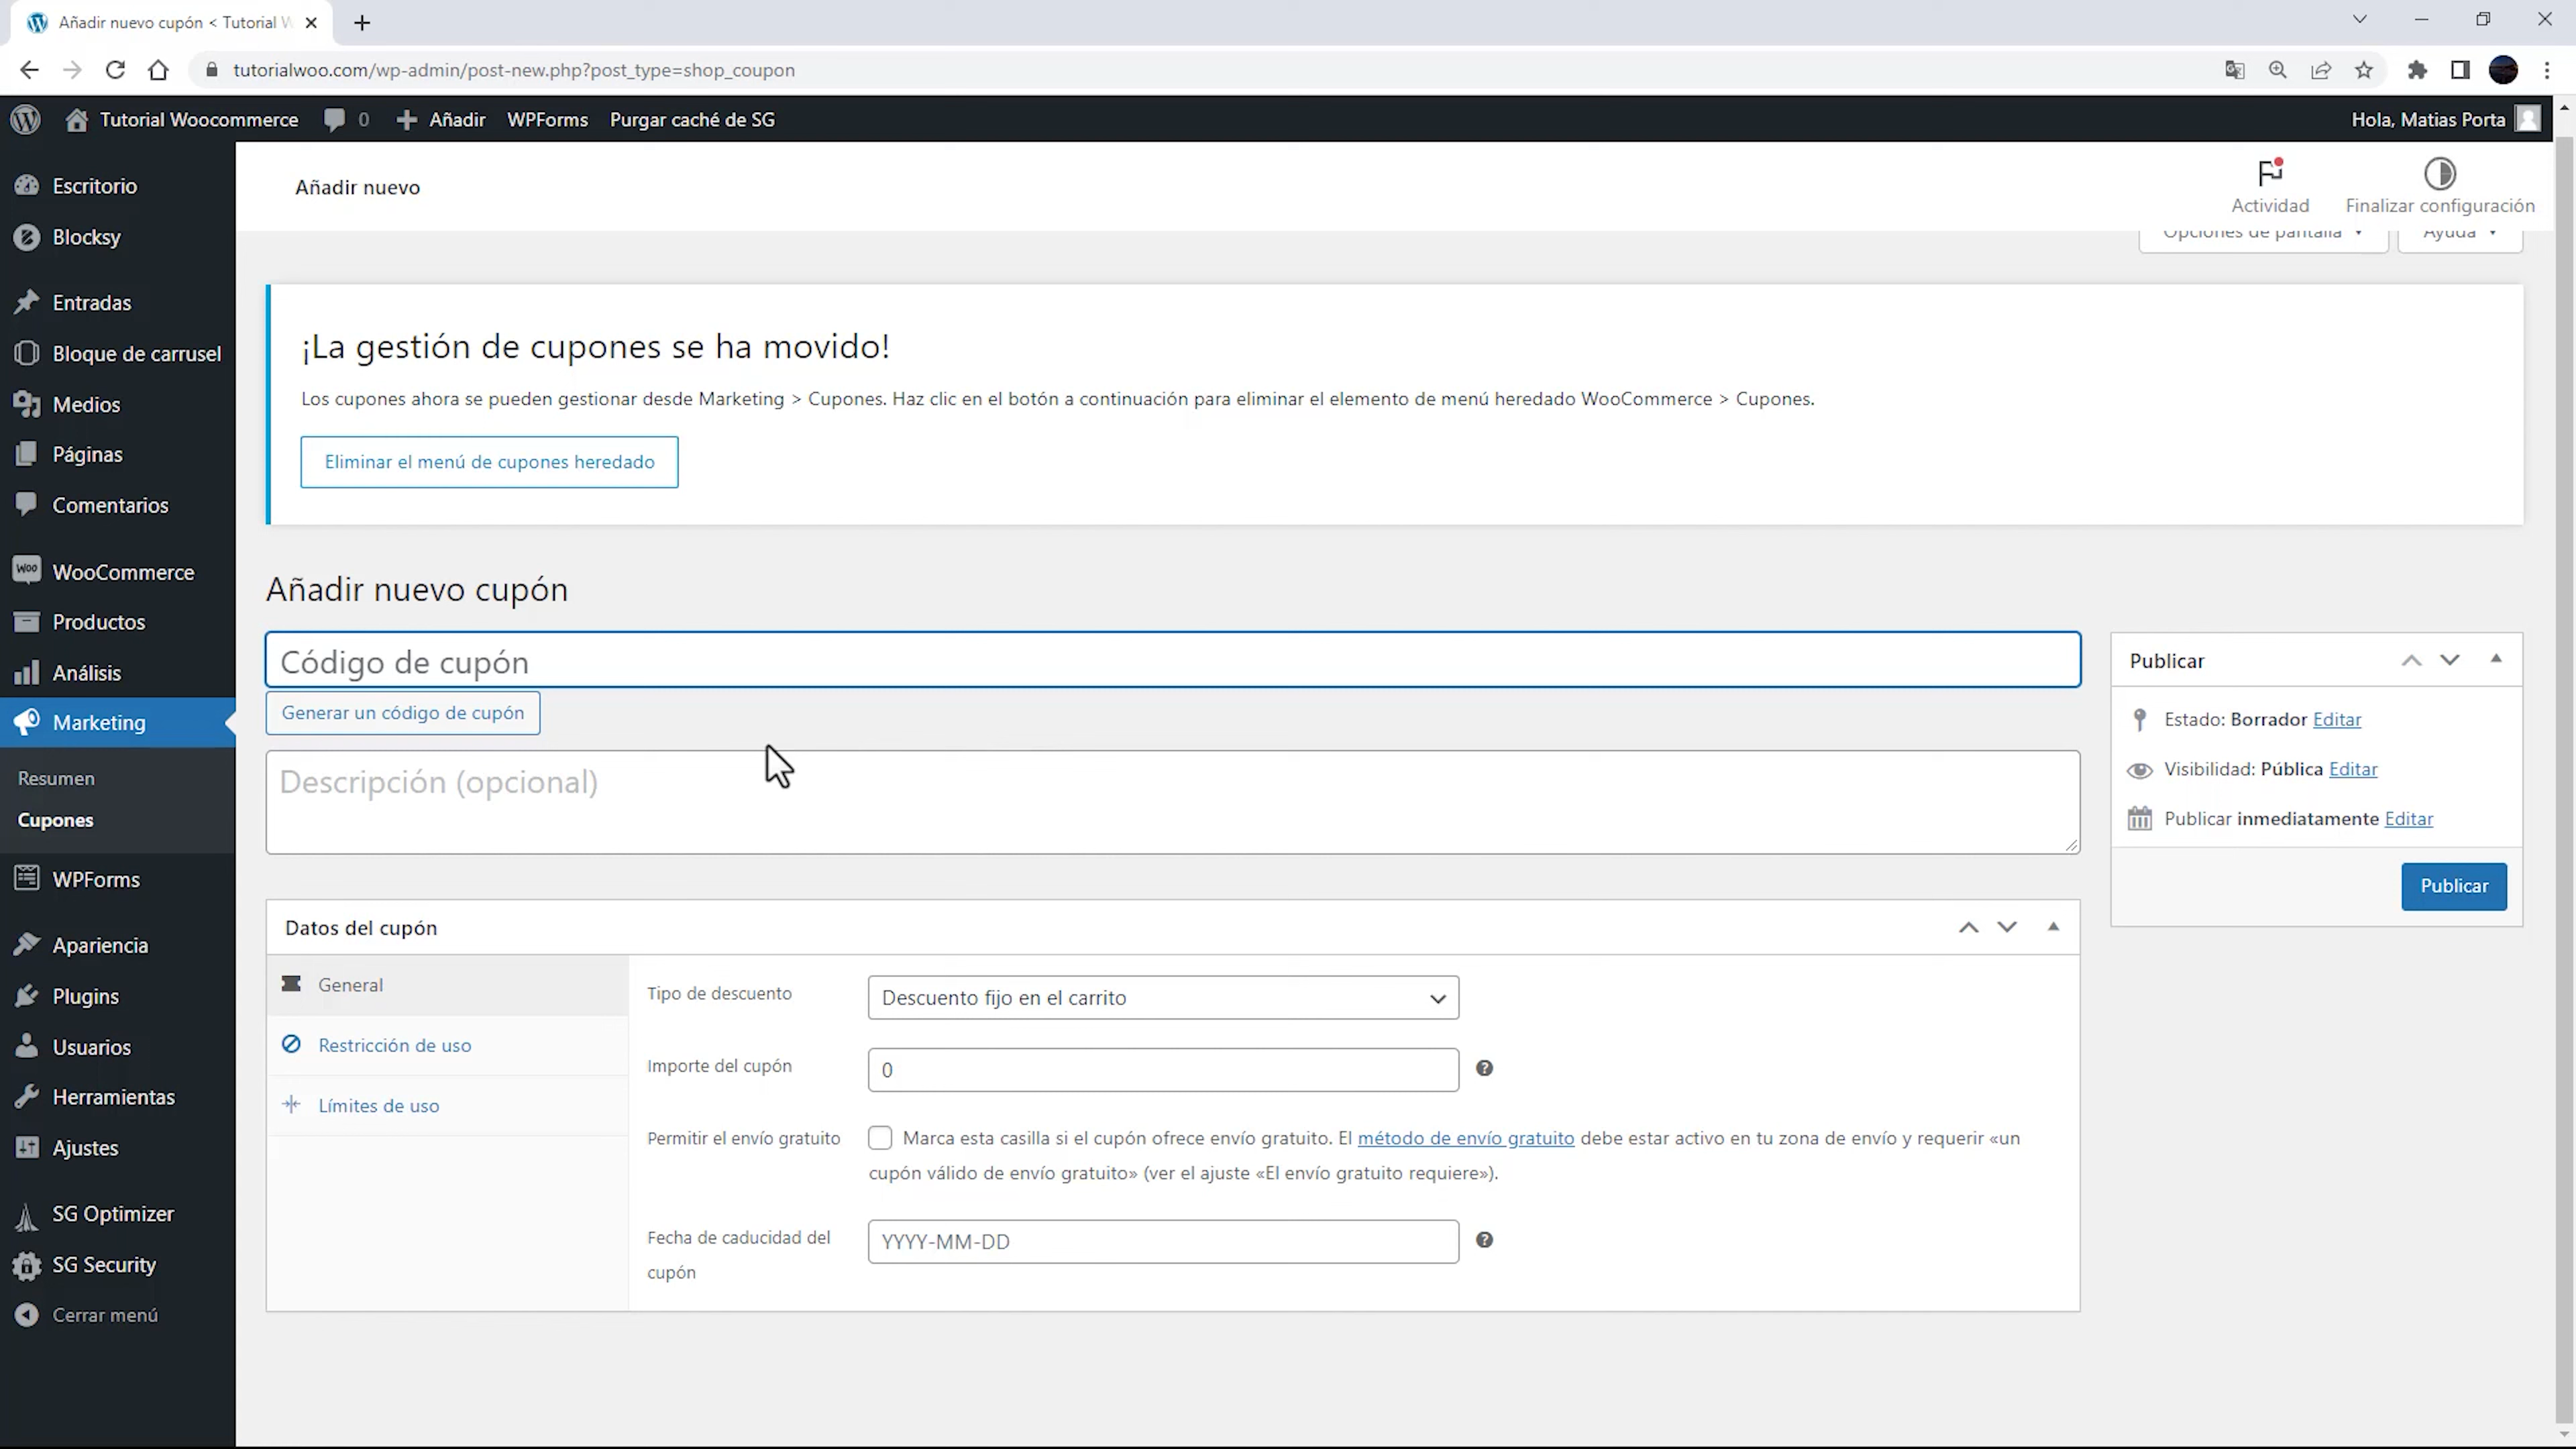 Añadir nuevo cupón < Tutorial W
tutorialwoo.com/wp-admin/post-new.php?post_type=shop_coupon
Tutorial Woocommerce
0
Añadir
WPForms
Purgar caché de SG
Hola, Matias Porta
Escritorio
Blocksy
Entradas
Bloque de carrusel
Medios
Páginas
Comentarios
WooCommerce
Productos
Análisis
Marketing
Resumen
Cupones
WPForms
Apariencia
Plugins
Usuarios
Herramientas
Ajustes
SG Optimizer
SG Security
Cerrar menú
Añadir nuevo
Actividad
Finalizar configuración
Opciones de pantalla
Ayuda
¡La gestión de cupones se ha movido!
Los cupones ahora se pueden gestionar desde Marketing > Cupones. Haz clic en el botón a continuación para eliminar el elemento de menú heredado WooCommerce > Cupones.
Eliminar el menú de cupones heredado
Añadir nuevo cupón
Código de cupón
Generar un código de cupón
Descripción (opcional)
Datos del cupón
General
Restricción de uso
Límites de uso
Tipo de descuento
Descuento fijo en el carrito
Importe del cupón
0
Permitir el envío gratuito
Marca esta casilla si el cupón ofrece envío gratuito. El método de envío gratuito debe estar activo en tu zona de envío y requerir «un
cupón válido de envío gratuito» (ver el ajuste «El envío gratuito requiere»).
Fecha de caducidad del
cupón
YYYY-MM-DD
Publicar
Estado: Borrador Editar
Visibilidad: Pública Editar
Publicar inmediatamente Editar
Publicar